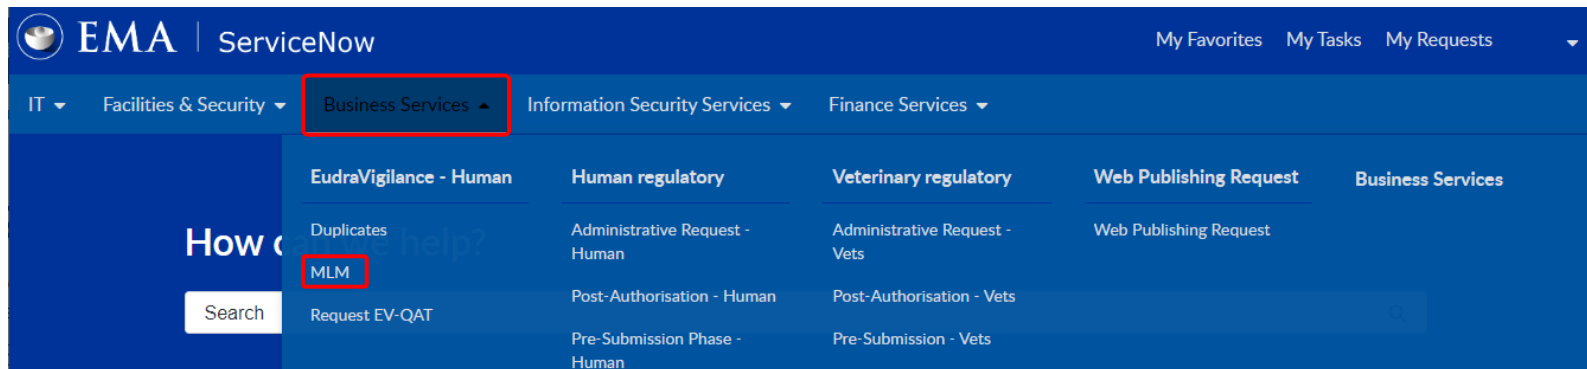 EMA | ServiceNow
My Favorites My Tasks My Requests
IT Facilities & Security Business Services Information Security Services Finance Services
EudraVigilance - Human
Duplicates
MLM
Request EV-QAT
Human regulatory
Administrative Request -
Human
Post-Authorisation - Human
Pre-Submission Phase -
Human
Veterinary regulatory
Administrative Request -
Vets
Post-Authorisation - Vets
Pre-Submission - Vets
Web Publishing Request
Web Publishing Request
Business Services
How can we help?
Search